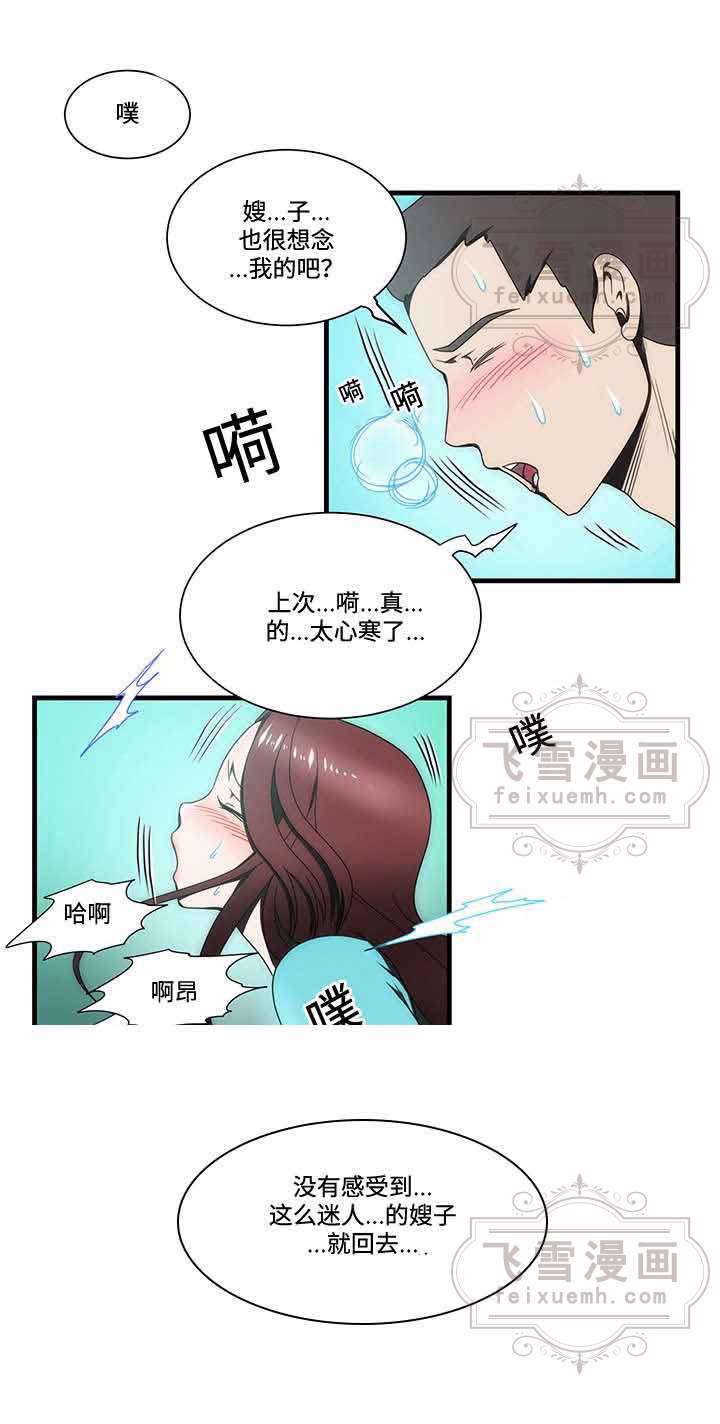 噗
嫂...子...
也很想念
...我的吧？
飞雪漫画
feixuemh.com
嗬
嗬
嗬
上次...嗬...真...
的...太心寒了...
噗
飞雪漫画
feixuemh.com
哈啊
啊昂
噗
没有感受到...
这么迷人...的嫂子
...就回去....
飞雪漫画
feixuemh.com